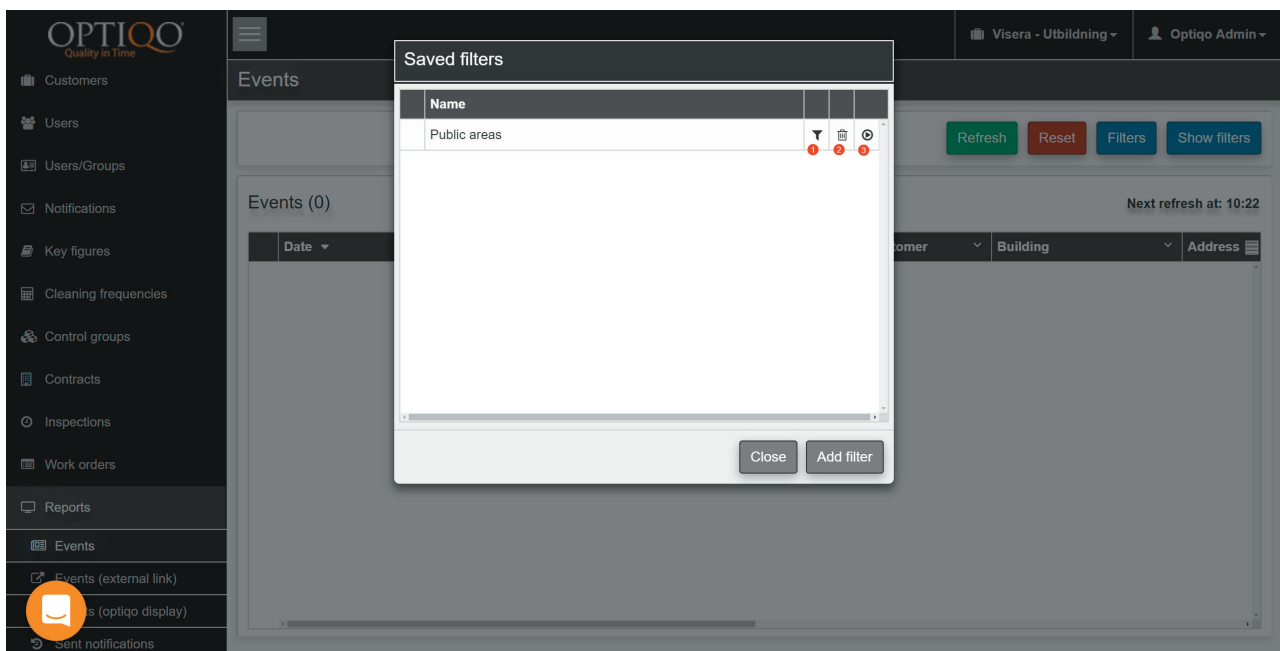 OPTIQO
Quality in Time
Visera - Utbildning
Optiqo Admin
Customers
Users
Users/Groups
Notifications
Key figures
Cleaning frequencies
Control groups
Contracts
Inspections
Work orders
Reports
Events
Events (external link)
s (optiqo display)
Sent notifications
Events
Refresh
Reset
Filters
Show filters
Events (0)
Next refresh at: 10:22
Date
omer
Building
Address
Saved filters
Name
Public areas
1
2
3
Close
Add filter